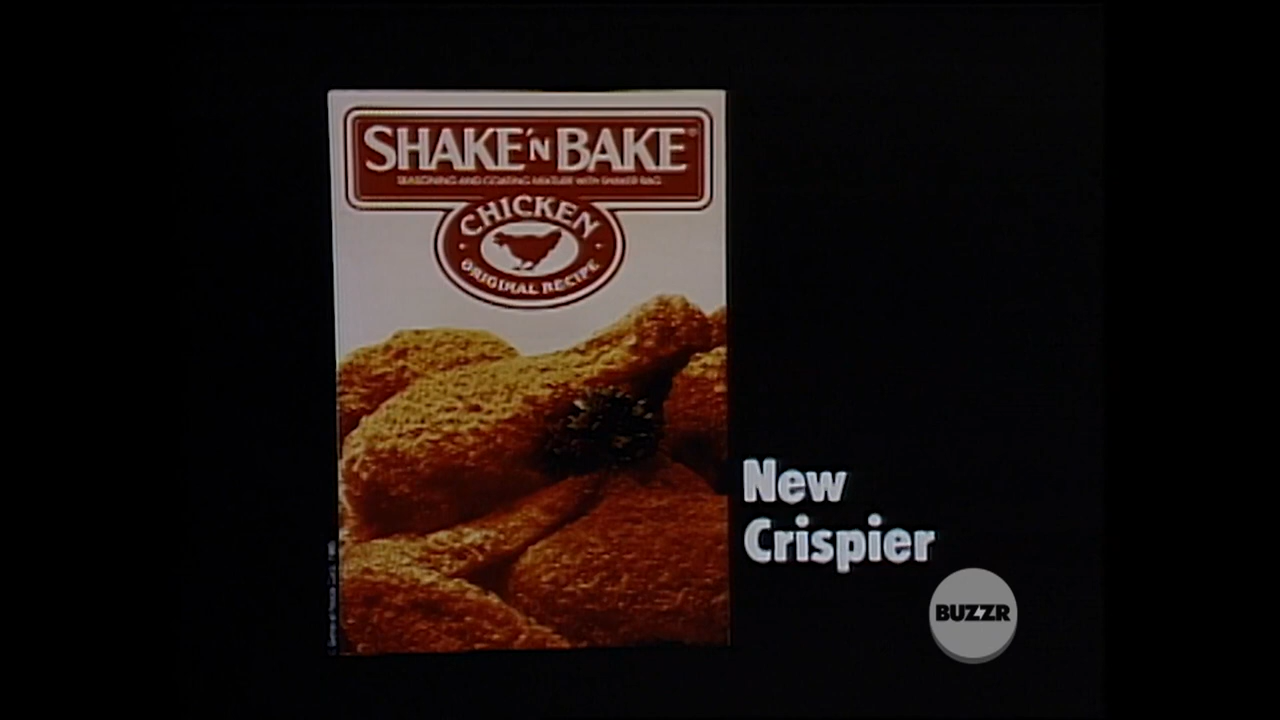 SHAKE 'N BAKE®
SEASONING AND COATING MIXTURE WITH SHAKER BAG
CHICKEN
ORIGINAL RECIPE
New
Crispier
BUZZR